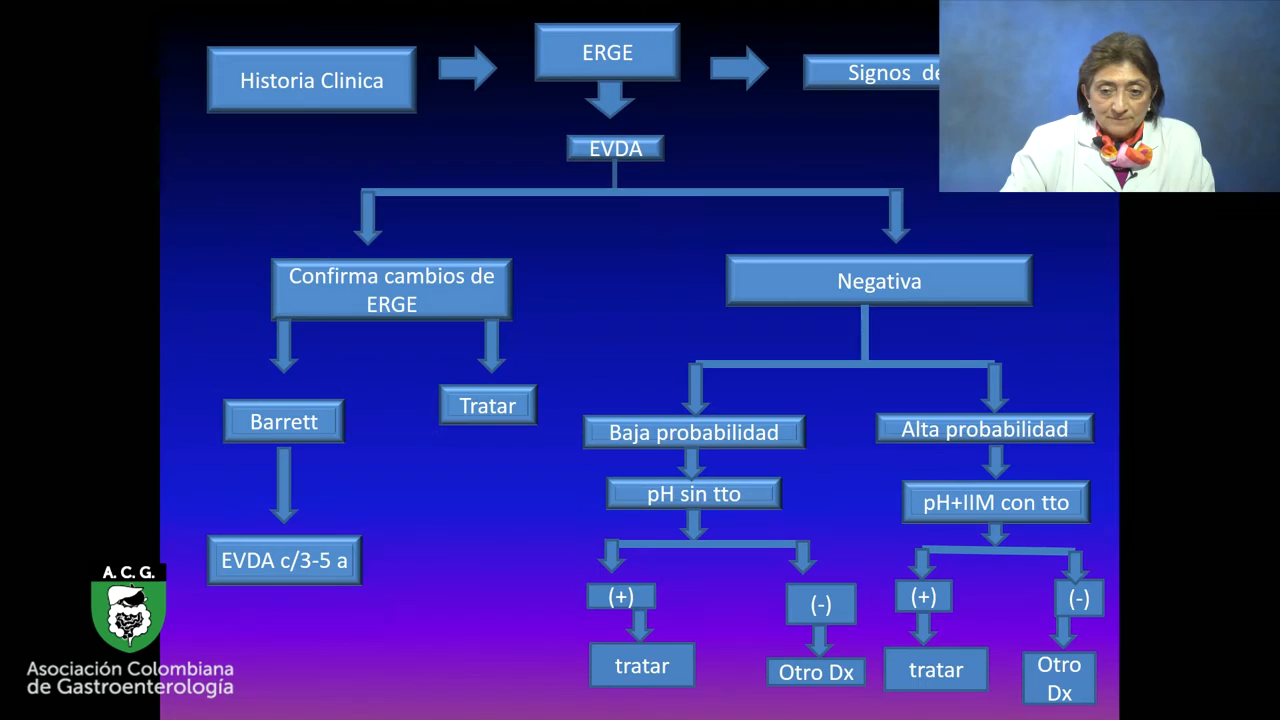 Historia Clinica
ERGE
Signos de
EVDA
Confirma cambios de
ERGE
Negativa
Barrett
Tratar
Baja probabilidad
Alta probabilidad
pH sin tto
pH+IIM con tto
EVDA c/3-5 a
(+)
(-)
(+)
(-)
tratar
Otro Dx
tratar
Otro
Dx
A. C. G.
Asociación Colombiana
de Gastroenterología